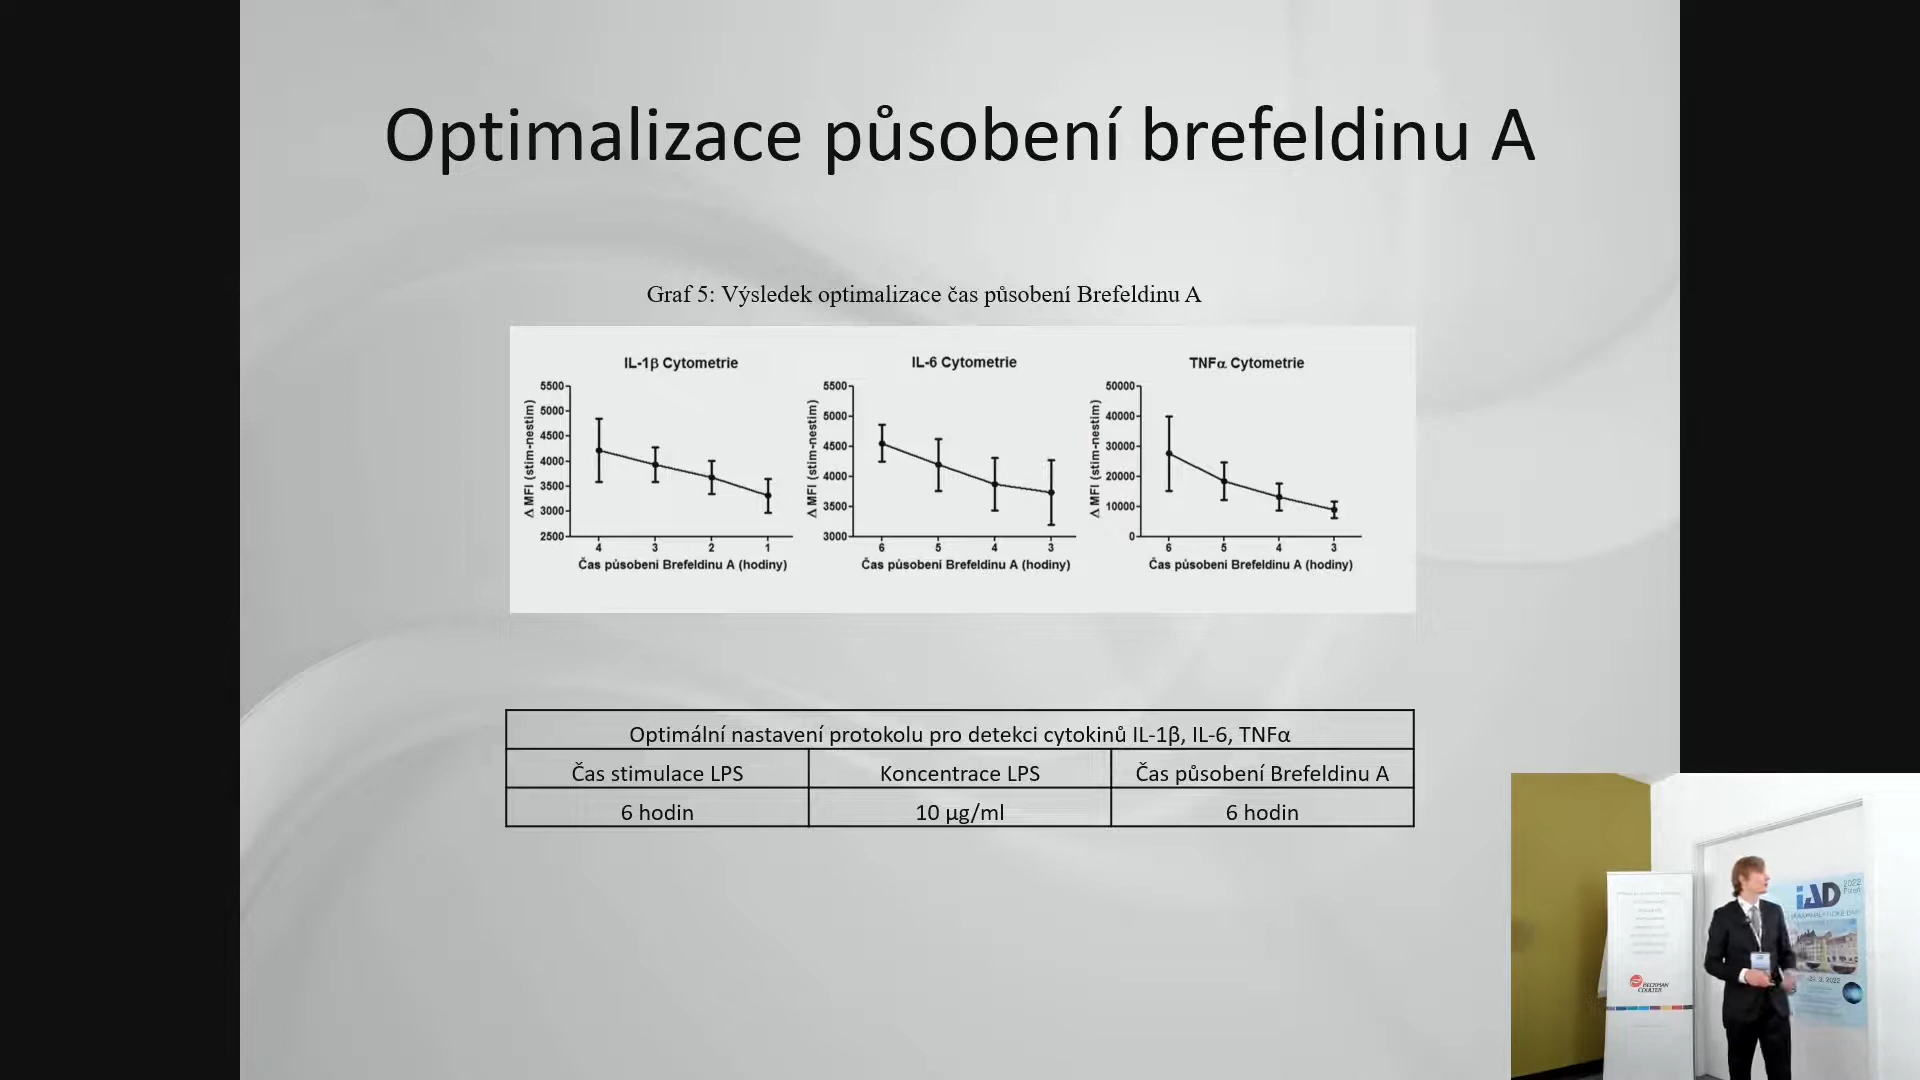 Optimalizace působení brefeldinu A
Graf 5: Výsledek optimalizace čas působení Brefeldinu A
IL-1β Cytometrie
Δ MFI (stim-nestim)
5500
5000
4500
4000
3500
3000
2500
4 3 2 1
Čas působení Brefeldinu A (hodiny)
IL-6 Cytometrie
Δ MFI (stim-nestim)
5500
5000
4500
4000
3500
3000
6 5 4 3
Čas působení Brefeldinu A (hodiny)
TNFα Cytometrie
Δ MFI (stim-nestim)
50000
40000
30000
20000
10000
0
6 5 4 3
Čas působení Brefeldinu A (hodiny)
Optimální nastavení protokolu pro detekci cytokinů IL-1β, IL-6, TNFα
Čas stimulace LPS Koncentrace LPS Čas působení Brefeldinu A
6 hodin 10 µg/ml 6 hodin
BECKMAN
COULTER
iAD
2022
Plzeň